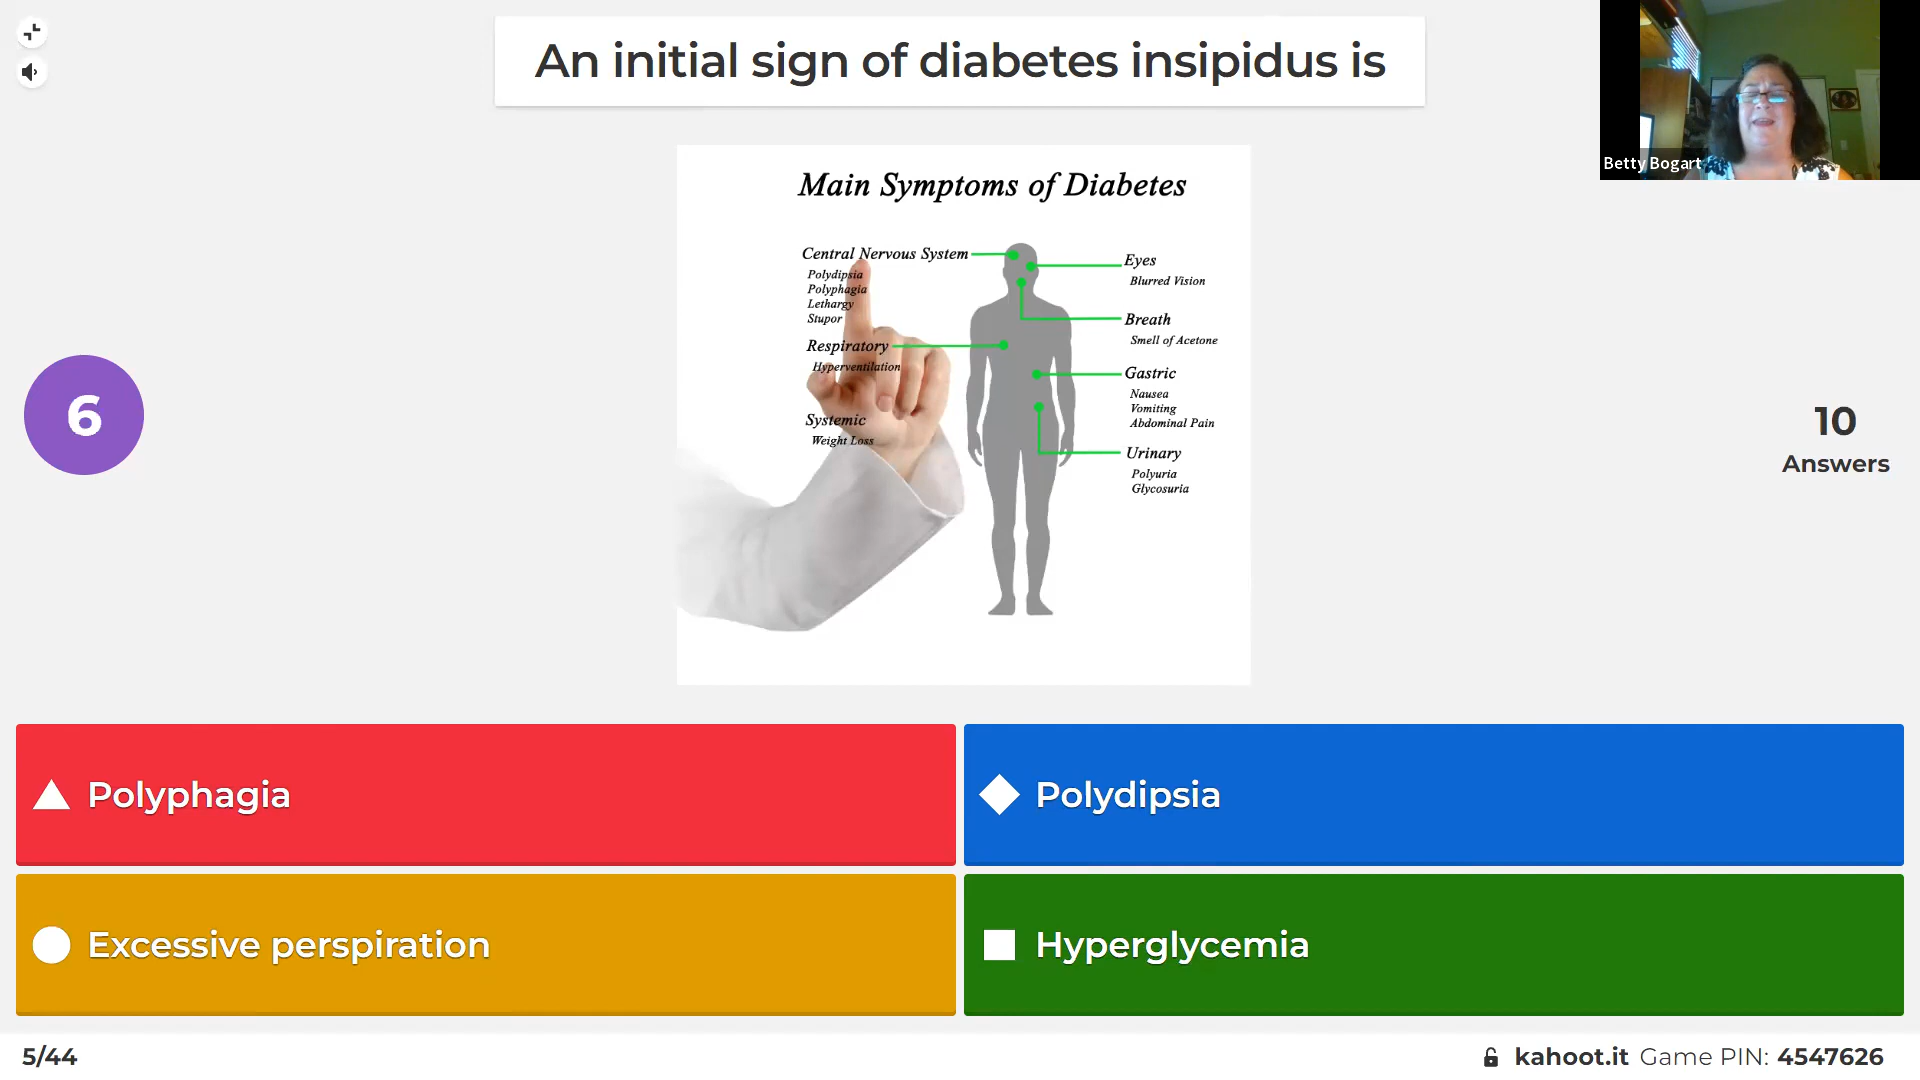 An initial sign of diabetes insipidus is
Betty Bogart
Main Symptoms of Diabetes
Central Nervous System
Polydipsia
Polyphagia
Lethargy
Stupor
Respiratory
Hyperventilation
Systemic
Weight Loss
Eyes
Blurred Vision
Breath
Smell of Acetone
Gastric
Nausea
Vomiting
Abdominal Pain
Urinary
Polyuria
Glycosuria
6
10
Answers
Polyphagia
Polydipsia
Excessive perspiration
Hyperglycemia
5/44
kahoot.it Game PIN: 4547626